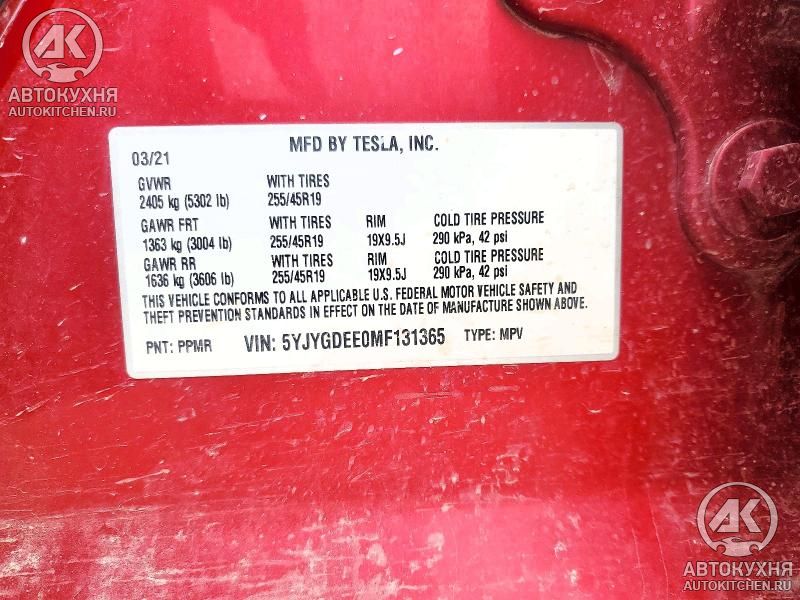 АК
АВТОКУХНЯ
AUTOKITCHEN.RU
03/21 MFD BY TESLA, INC.
GVWR WITH TIRES
2405 kg (5302 lb) 255/45R19
GAWR FRT WITH TIRES RIM COLD TIRE PRESSURE
1363 kg (3004 lb) 255/45R19 19X9.5J 290 kPa, 42 psi
GAWR RR WITH TIRES RIM COLD TIRE PRESSURE
1636 kg (3606 lb) 255/45R19 19X9.5J 290 kPa, 42 psi
THIS VEHICLE CONFORMS TO ALL APPLICABLE U.S. FEDERAL MOTOR VEHICLE SAFETY AND
THEFT PREVENTION STANDARDS IN EFFECT ON THE DATE OF MANUFACTURE SHOWN ABOVE.
PNT: PPMR VIN: 5YJYGDEE0MF131365 TYPE: MPV
АК
АВТОКУХНЯ
AUTOKITCHEN.RU